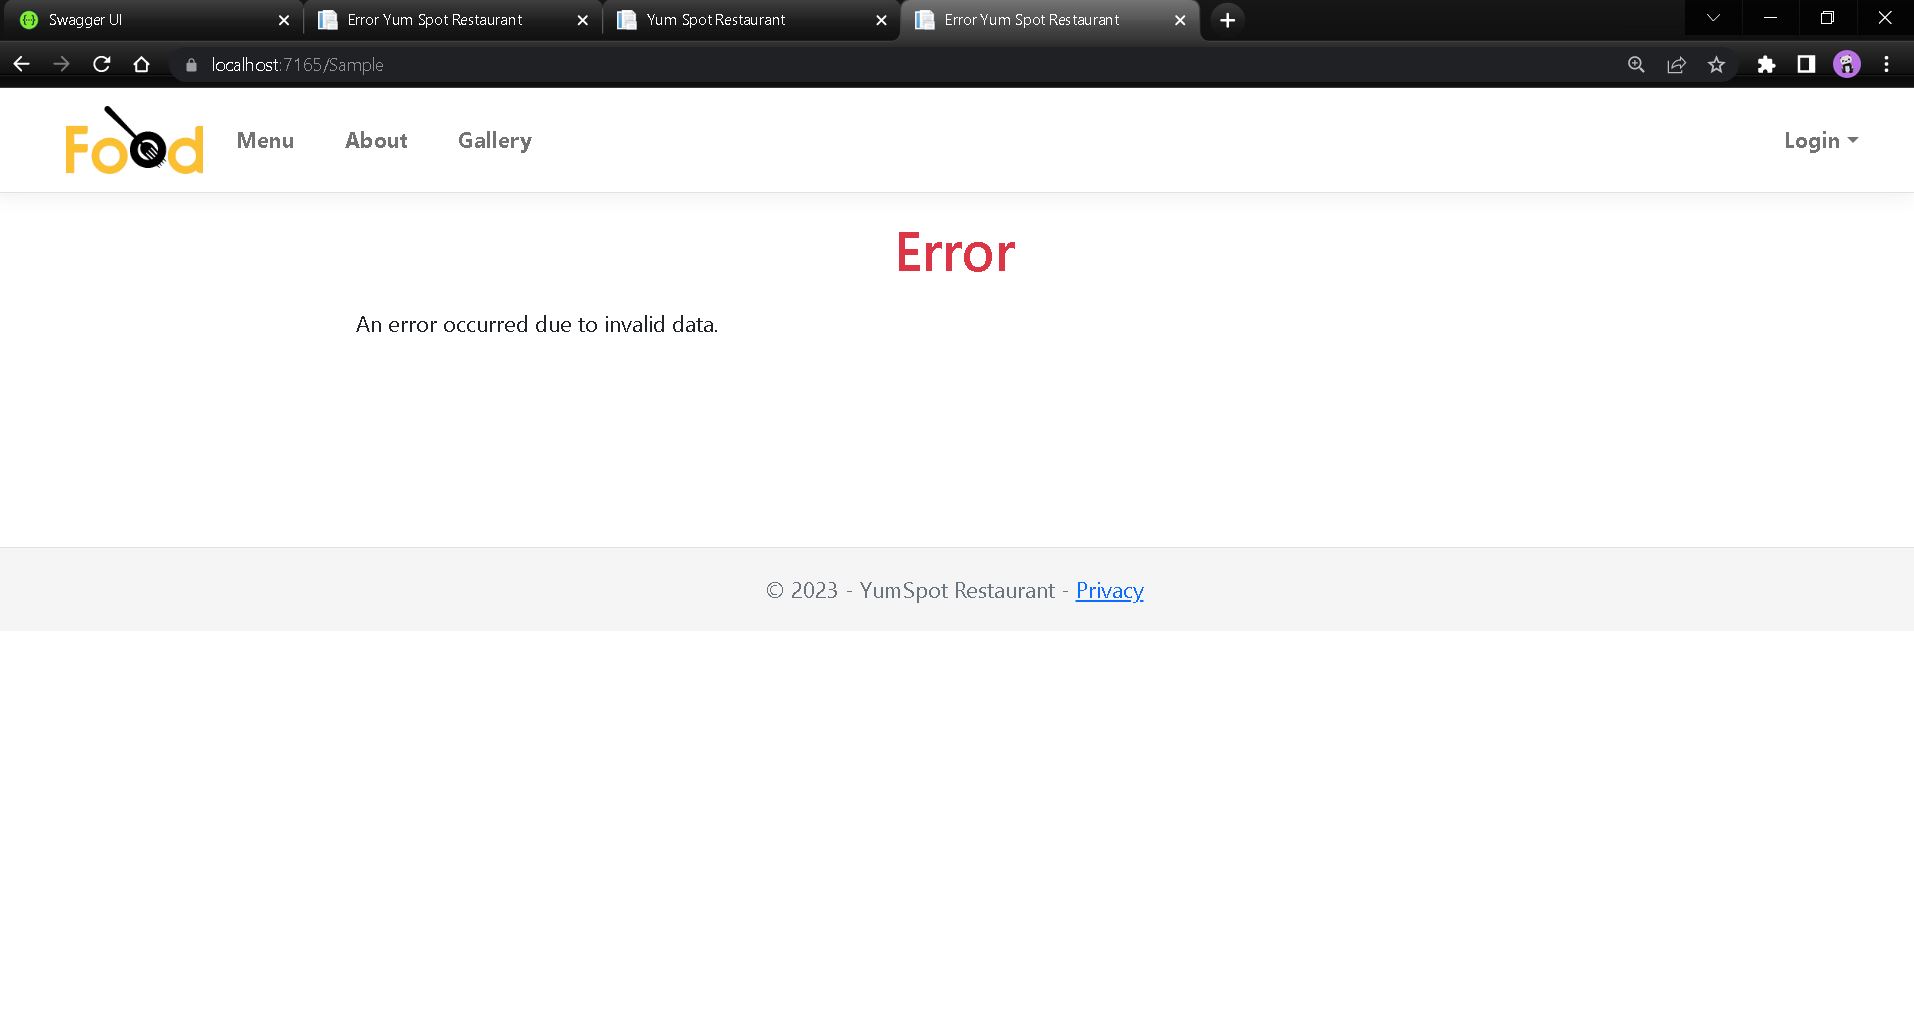 Swagger UI
Error Yum Spot Restaurant
Yum Spot Restaurant
Error Yum Spot Restaurant
localhost:7165/Sample
Food
Menu
About
Gallery
Login
Error
An error occurred due to invalid data.
© 2023 - YumSpot Restaurant - Privacy